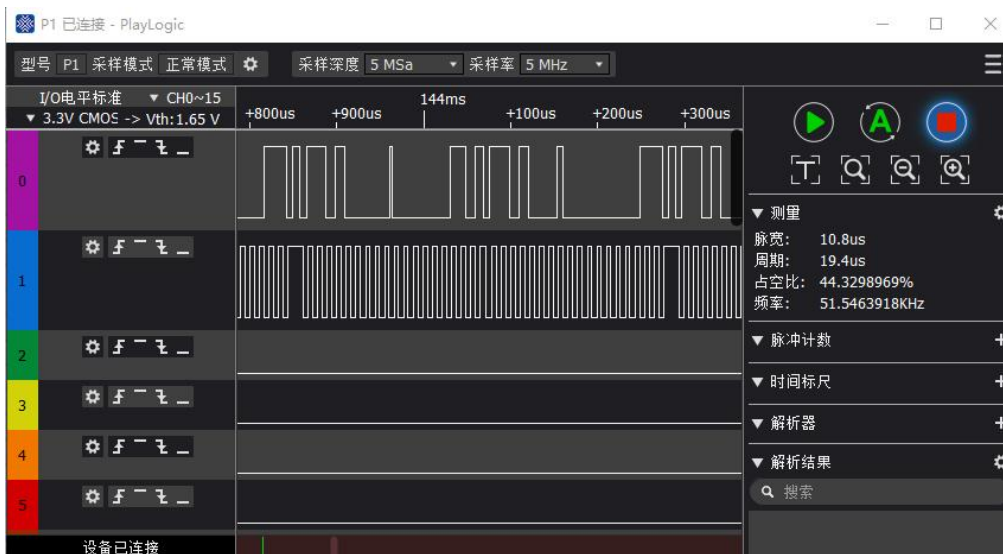 P1 已连接 - PlayLogic
型号 P1 采样模式 正常模式 采样深度 5 MSa 采样率 5 MHz
I/O电平标准 CH0~15
3.3V CMOS -> Vth:1.65 V
+800us +900us 144ms +100us +200us +300us
0
1
2
3
4
5
设备已连接
T A
测量
脉宽: 10.8us
周期: 19.4us
占空比: 44.3298969%
频率: 51.5463918KHz
脉冲计数
时间标尺
解析器
解析结果
搜索